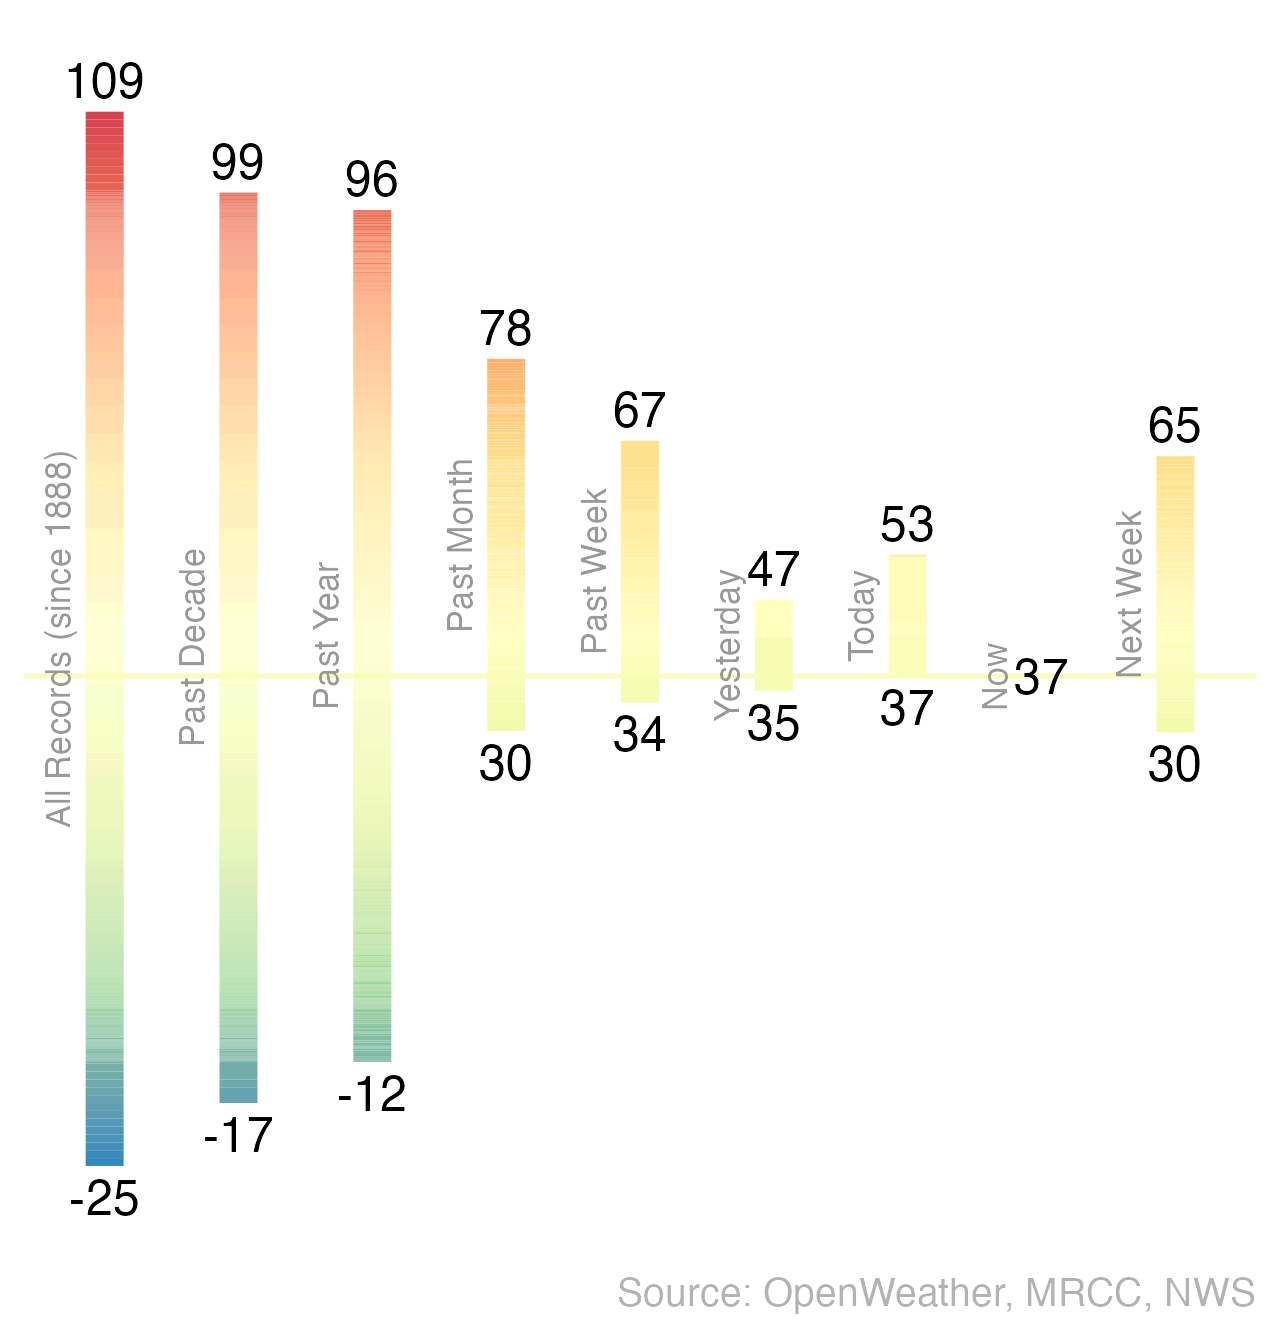 109
All Records (since 1888)
-25
99
Past Decade
-17
96
Past Year
-12
78
Past Month
30
67
Past Week
34
47
Yesterday
35
53
Today
37
Now
37
65
Next Week
30
Source: OpenWeather, MRCC, NWS